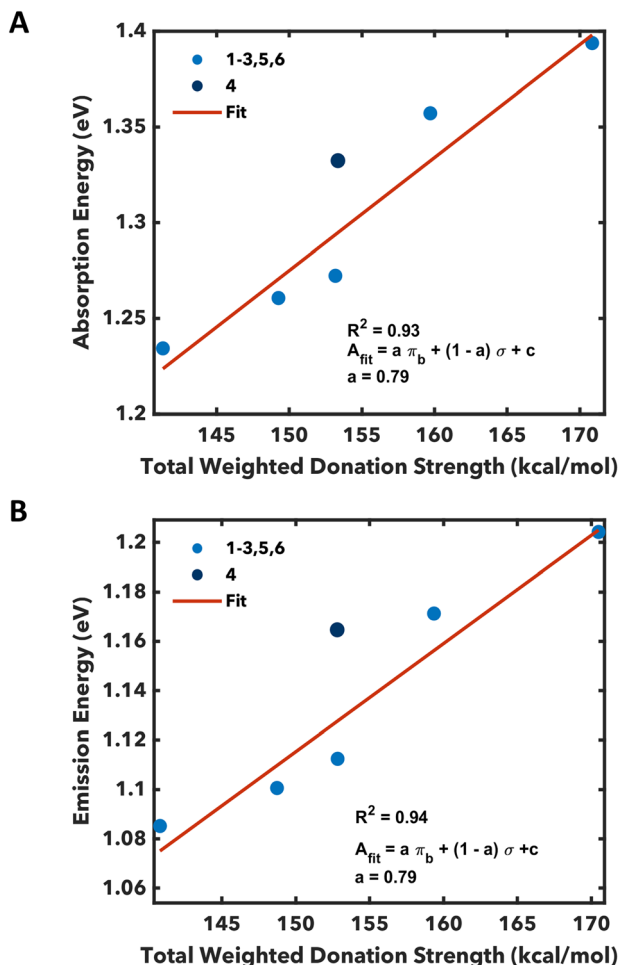 A
1.4
1.35
1.3
1.25
1.2
Absorption Energy (eV)
1-3,5,6
4
Fit
R² = 0.93
A_fit = a π_b + (1 - a) σ + c
a = 0.79
145 150 155 160 165 170
Total Weighted Donation Strength (kcal/mol)
B
1.2
1.18
1.16
1.14
1.12
1.1
1.08
1.06
Emission Energy (eV)
1-3,5,6
4
Fit
R² = 0.94
A_fit = a π_b + (1 - a) σ +c
a = 0.79
145 150 155 160 165 170
Total Weighted Donation Strength (kcal/mol)